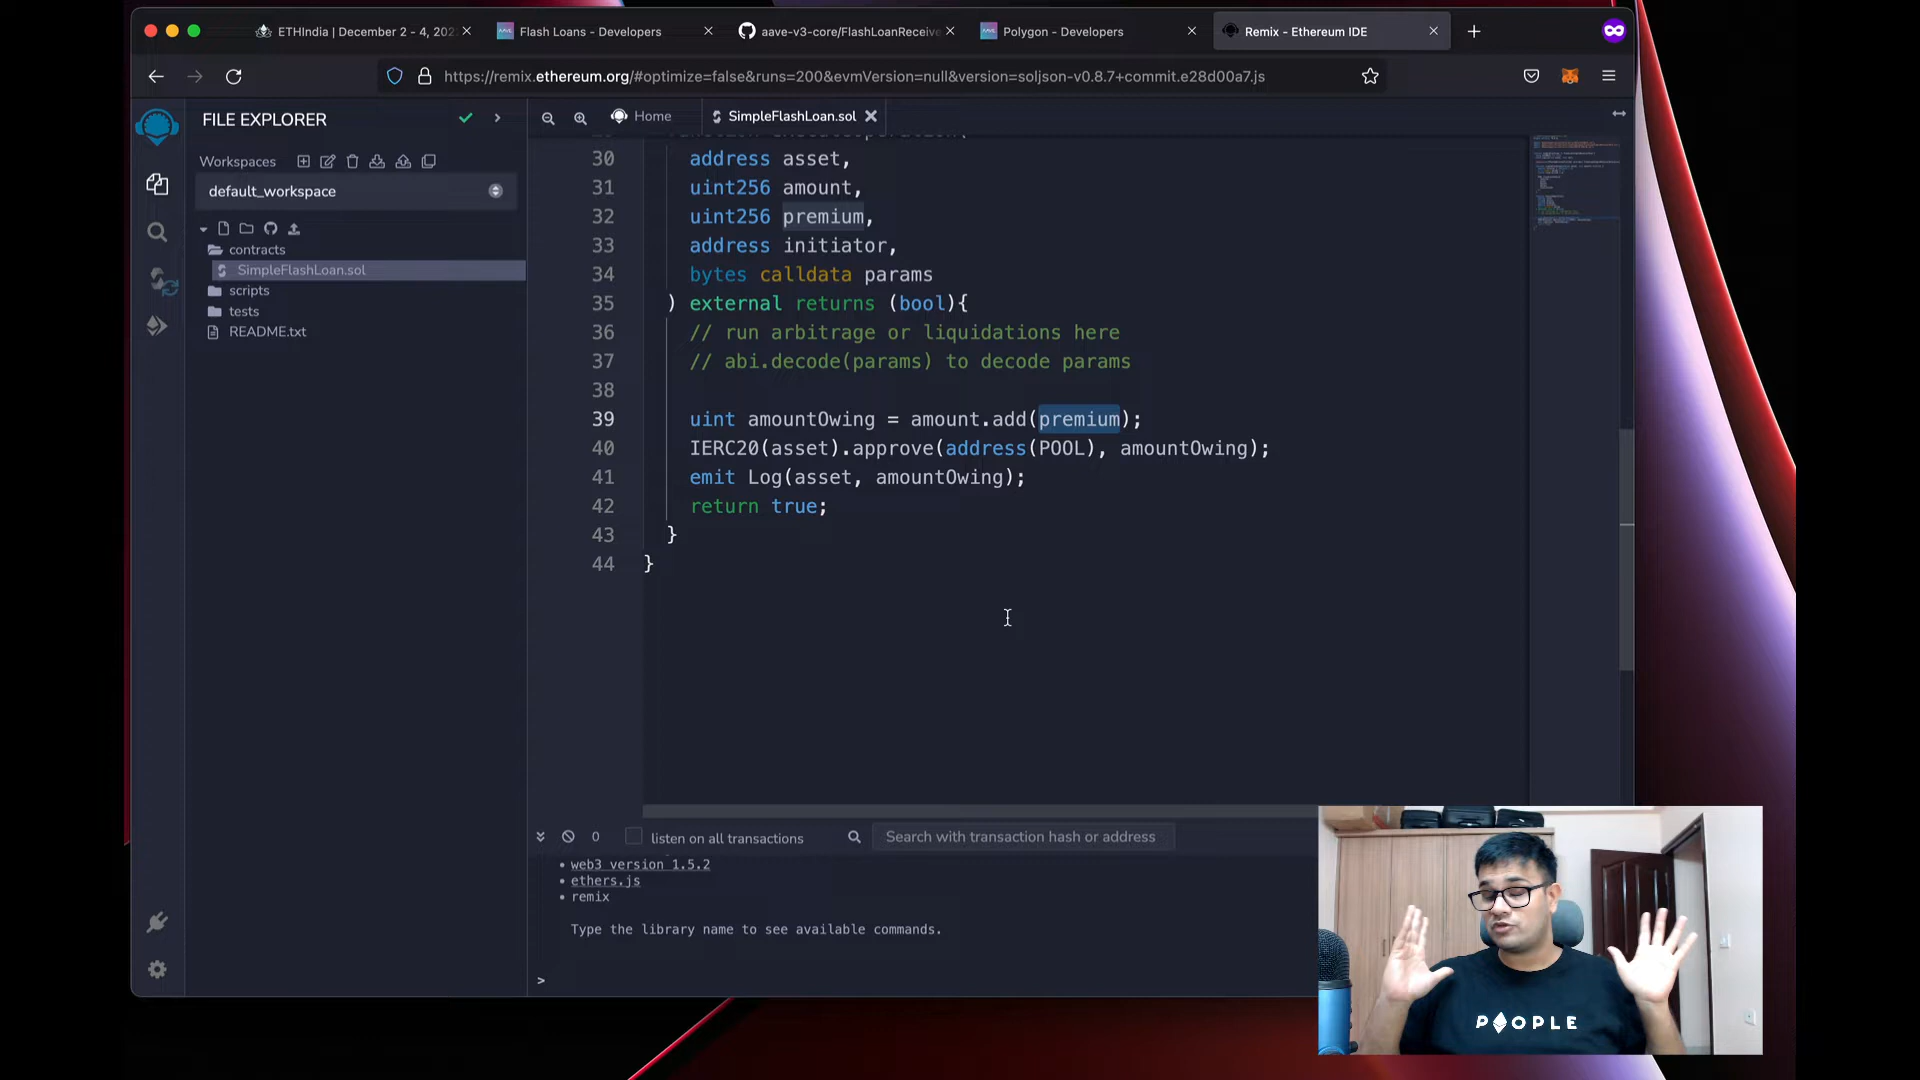 ETHIndia | December 2 - 4, 202
Flash Loans - Developers
aave-v3-core/FlashLoanReceive
Polygon - Developers
Remix - Ethereum IDE
https://remix.ethereum.org/#optimize=false&runs=200&evmVersion=null&version=soljson-v0.8.7+commit.e28d00a7.js
FILE EXPLORER
Home
SimpleFlashLoan.sol
Workspaces
default_workspace
contracts
SimpleFlashLoan.sol
scripts
tests
README.txt
30 address asset,
31 uint256 amount,
32 uint256 premium,
33 address initiator,
34 bytes calldata params
35 ) external returns (bool){
36 // run arbitrage or liquidations here
37 // abi.decode(params) to decode params
38
39 uint amountOwing = amount.add(premium);
40 IERC20(asset).approve(address(POOL), amountOwing);
41 emit Log(asset, amountOwing);
42 return true;
43 }
44 }
0
listen on all transactions
Search with transaction hash or address
• web3 version 1.5.2
• ethers.js
• remix
Type the library name to see available commands.
>
PEOPLE